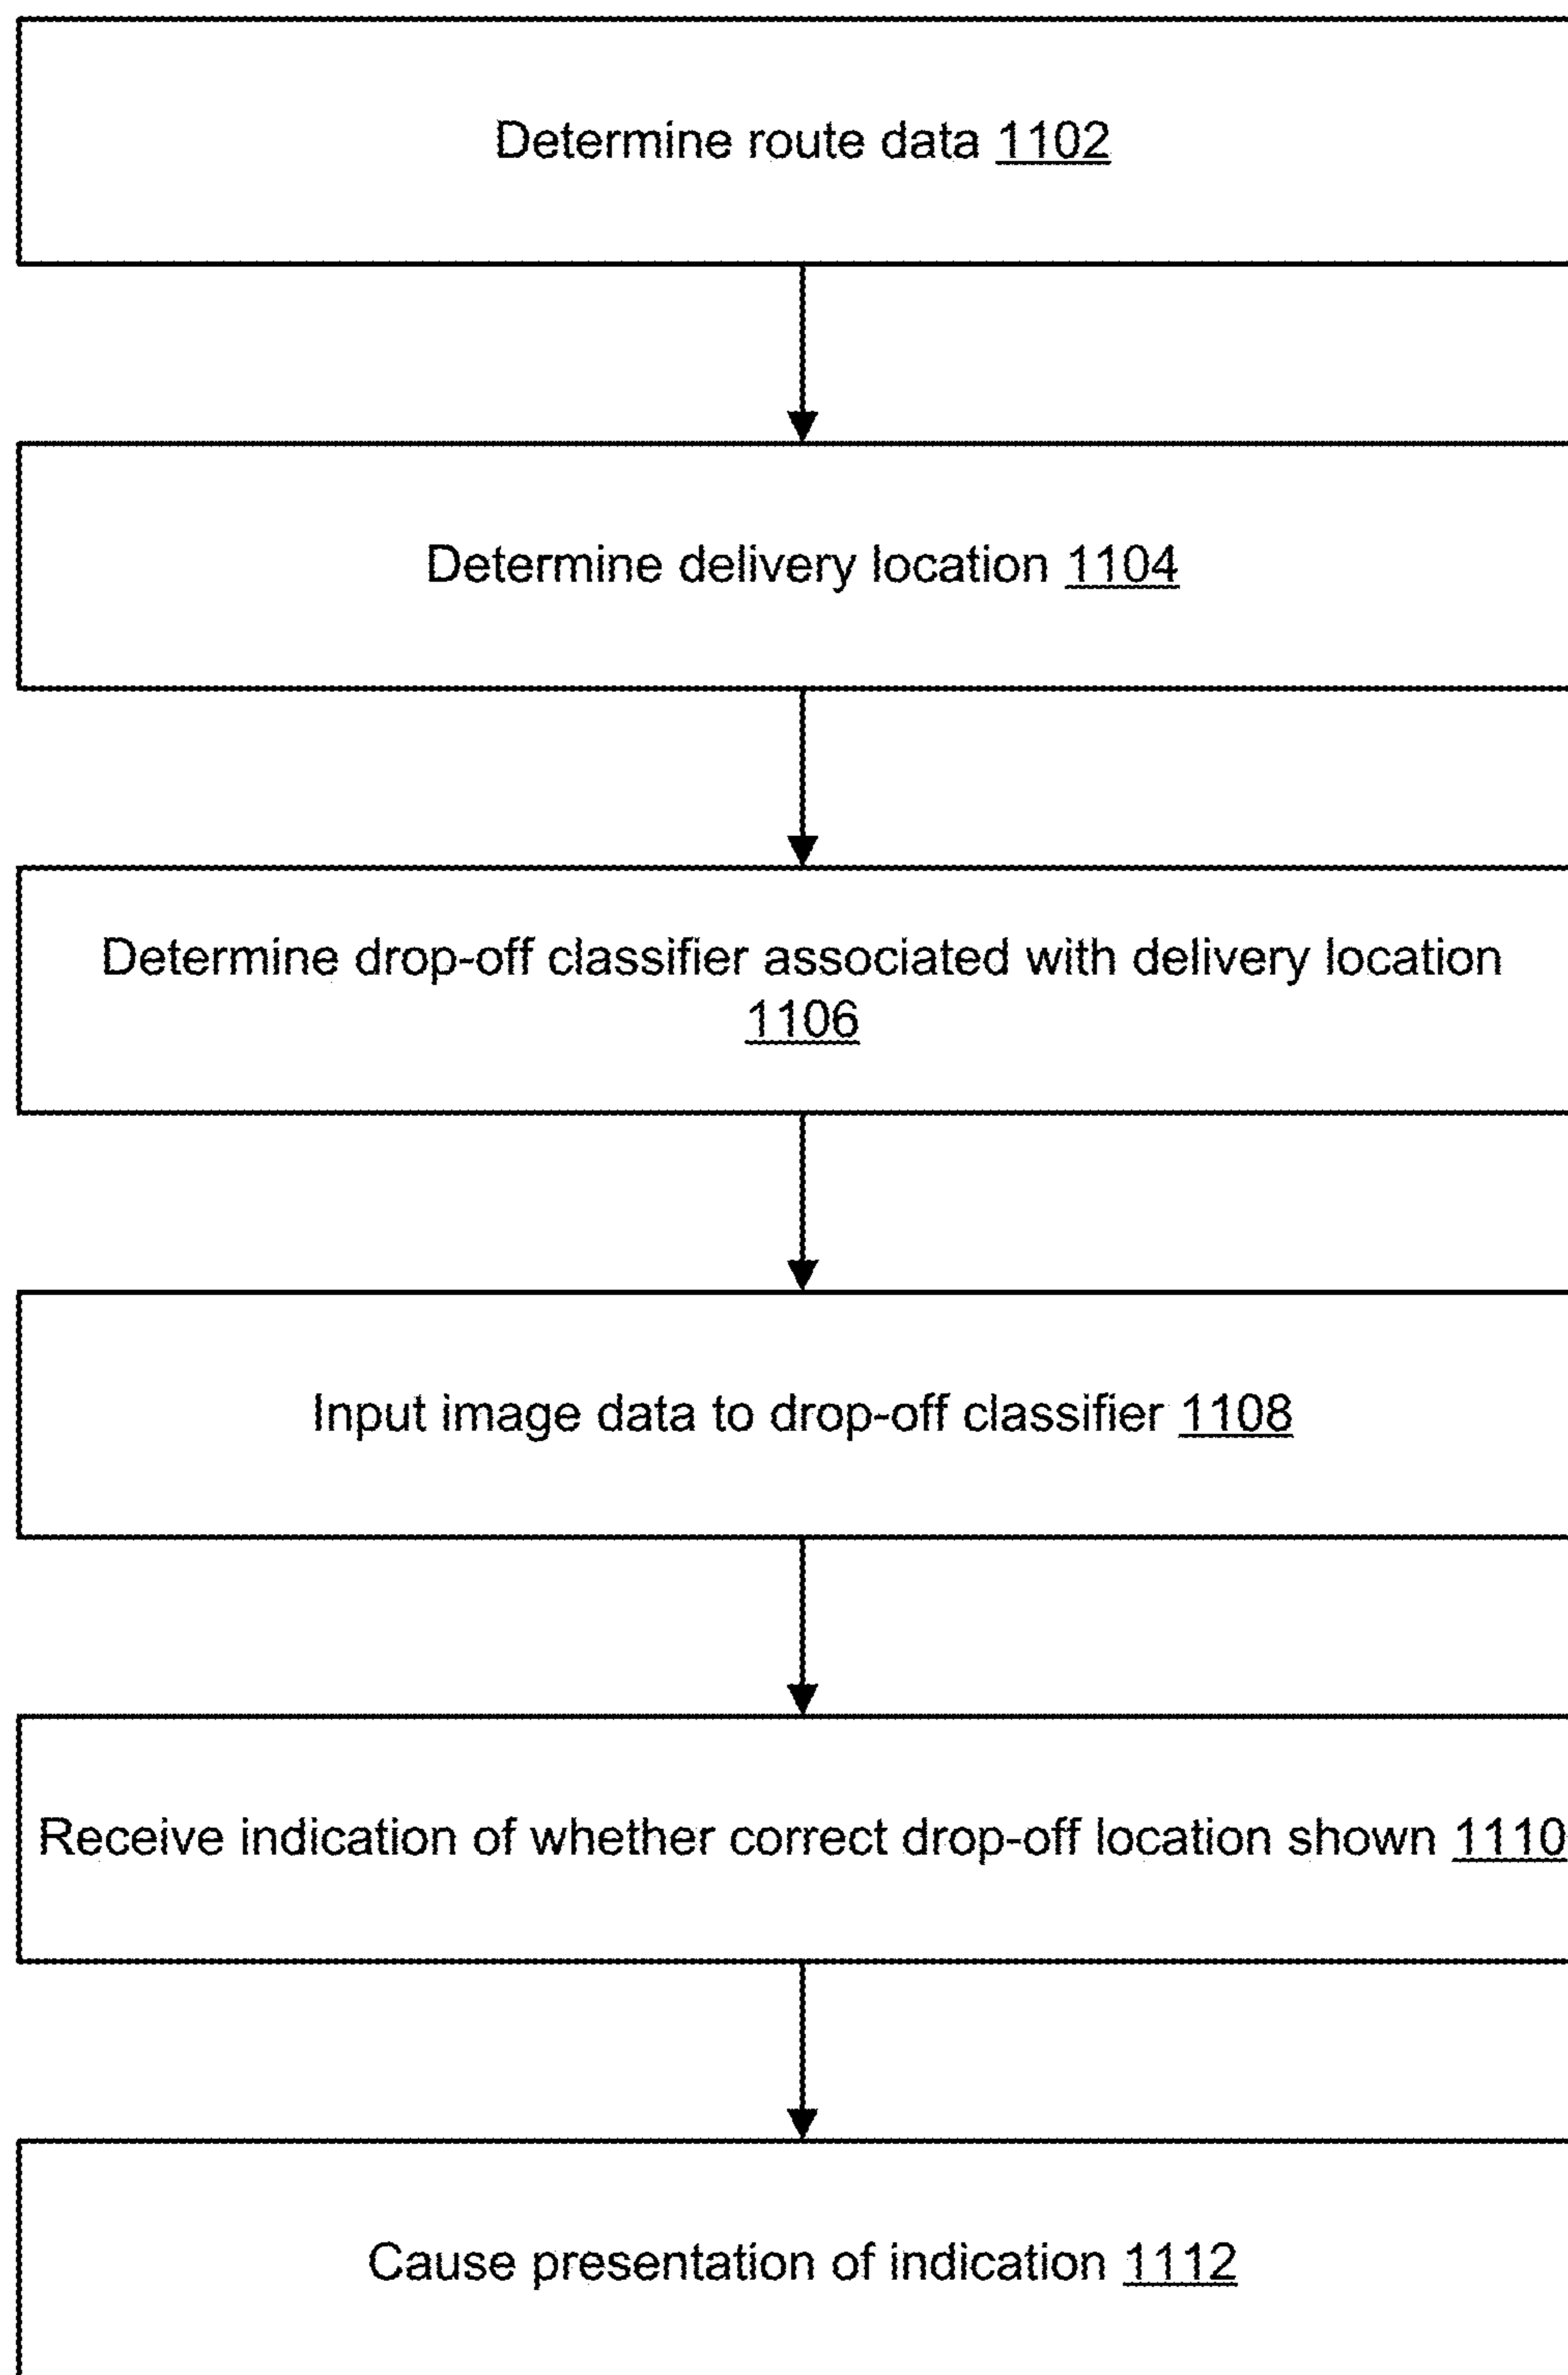 Determine route data 1102
Determine delivery location 1104
Determine drop-off classifier associated with delivery location
1106
Input image data to drop-off classifier 1108
Receive indication of whether correct drop-off location shown 1110
Cause presentation of indication 1112